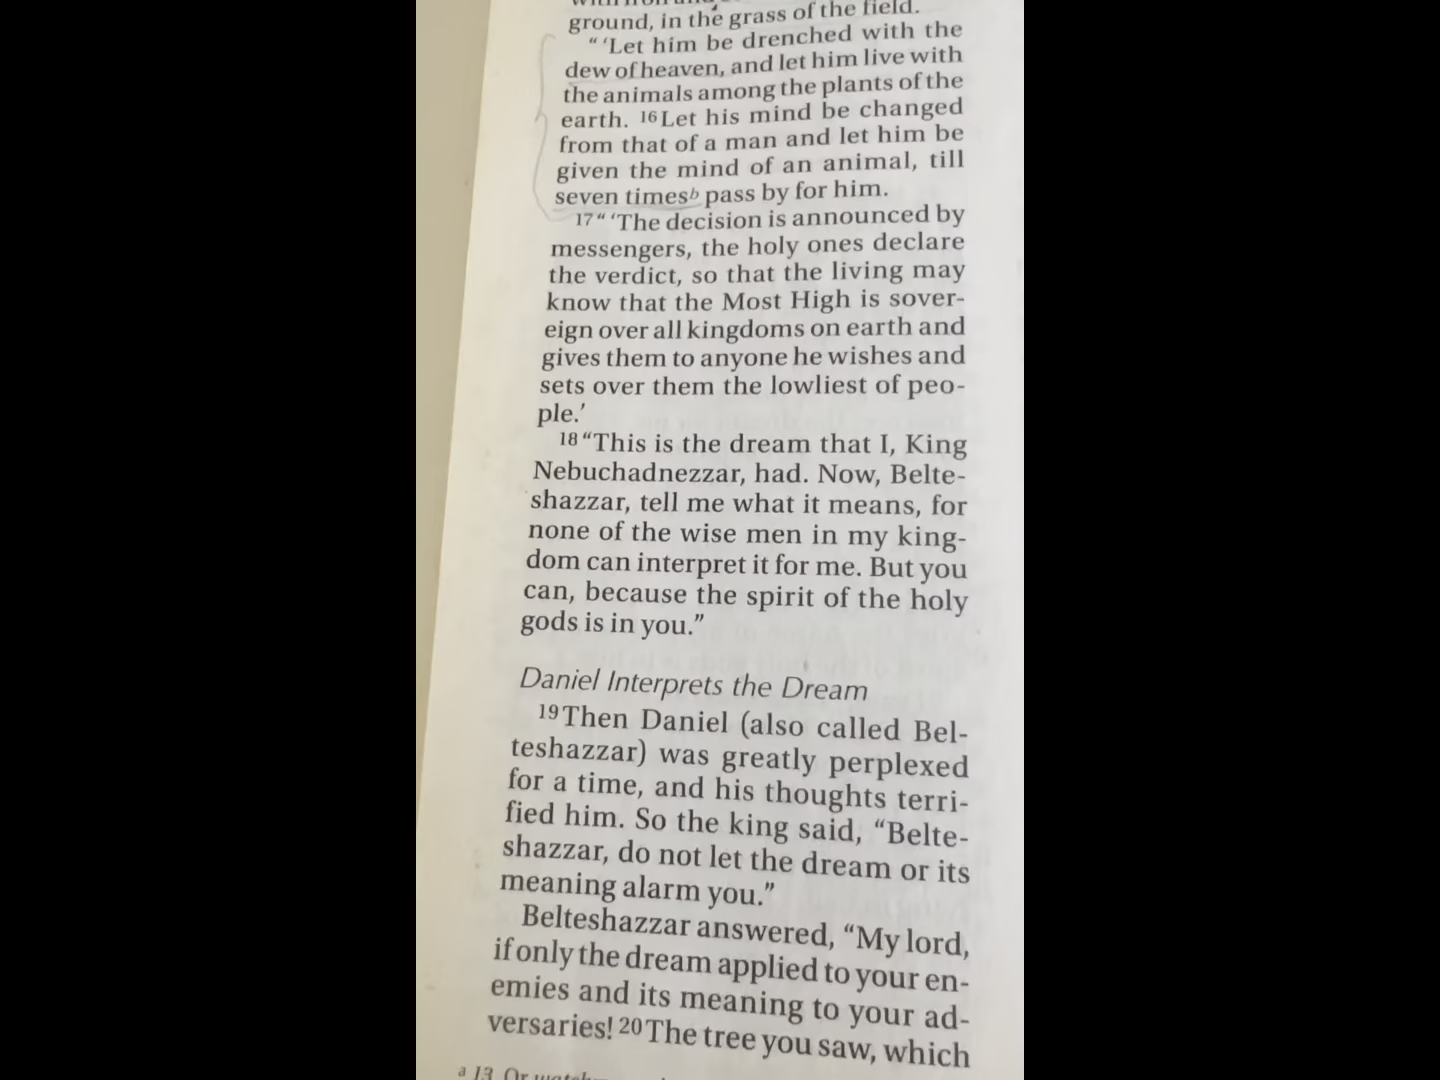 ground, in the grass of the field.
“ ‘Let him be drenched with the
dew of heaven, and let him live with
the animals among the plants of the
earth. 16 Let his mind be changed
from that of a man and let him be
given the mind of an animal, till
seven times b pass by for him.
17 “ ‘The decision is announced by
messengers, the holy ones declare
the verdict, so that the living may
know that the Most High is sover-
eign over all kingdoms on earth and
gives them to anyone he wishes and
sets over them the lowliest of peo-
ple.’
18 “This is the dream that I, King
Nebuchadnezzar, had. Now, Belte-
shazzar, tell me what it means, for
none of the wise men in my king-
dom can interpret it for me. But you
can, because the spirit of the holy
gods is in you.”
Daniel Interprets the Dream
19 Then Daniel (also called Bel-
teshazzar) was greatly perplexed
for a time, and his thoughts terri-
fied him. So the king said, “Belte-
shazzar, do not let the dream or its
meaning alarm you.”
Belteshazzar answered, “My lord,
if only the dream applied to your en-
emies and its meaning to your ad-
versaries! 20 The tree you saw, which
a 13 Or